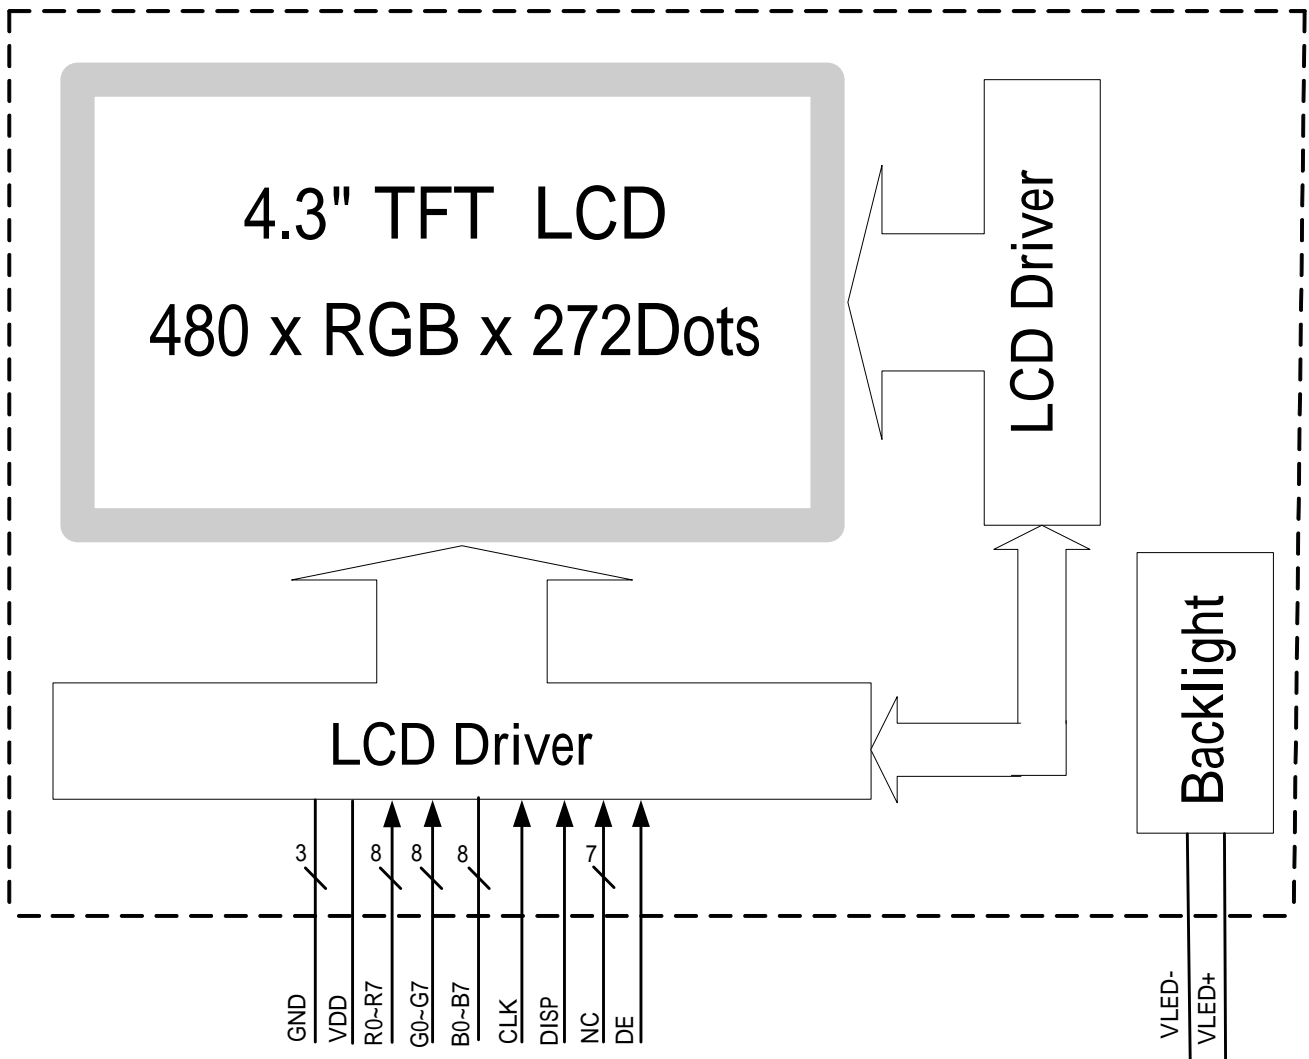 4.3" TFT LCD
480 x RGB x 272Dots
LCD Driver
LCD Driver
Backlight
3
8
8
8
7
GND
VDD
R0~R7
G0~G7
B0~B7
CLK
DISP
NC
DE
VLED-
VLED+